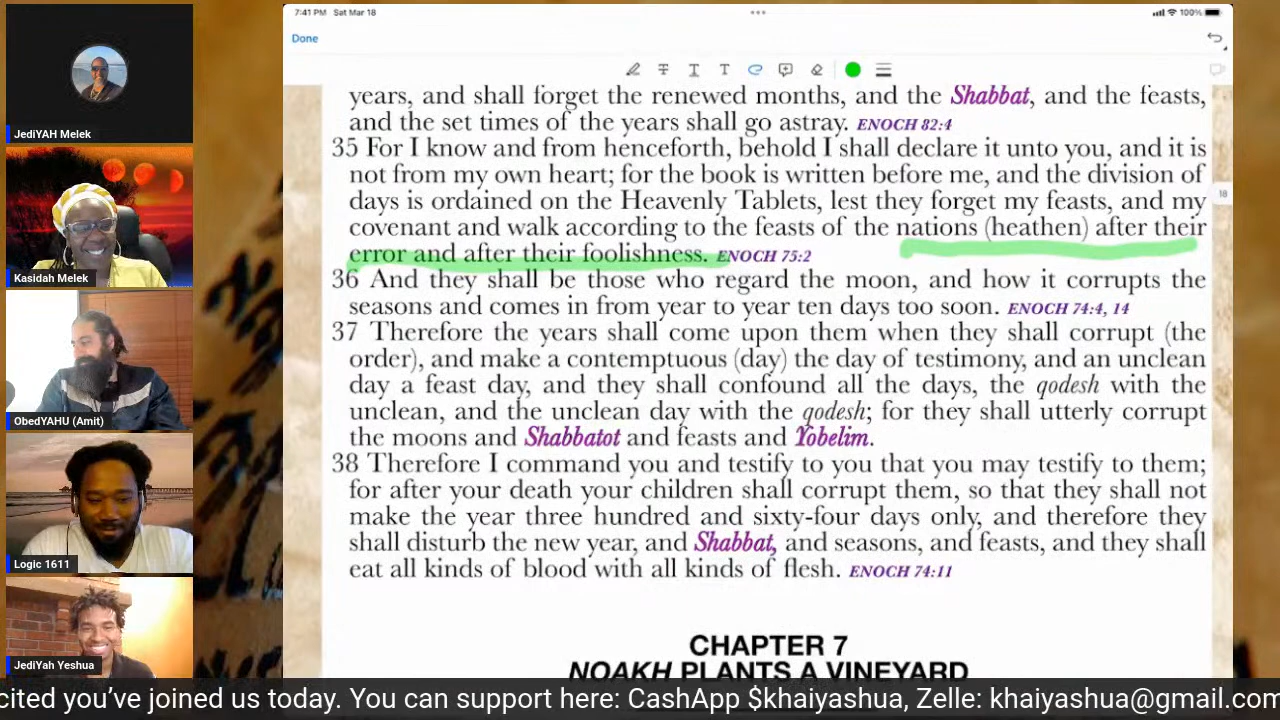 7:41 PM Sat Mar 18
100%
Done
JediYAH Melek
Kasidah Melek
ObedYAHU (Amit)
Logic 1611
JediYah Yeshua
years, and shall forget the renewed months, and the Shabbat, and the feasts,
and the set times of the years shall go astray. ENOCH 82:4
35 For I know and from henceforth, behold I shall declare it unto you, and it is
not from my own heart; for the book is written before me, and the division of
days is ordained on the Heavenly Tablets, lest they forget my feasts, and my
covenant and walk according to the feasts of the nations (heathen) after their
error and after their foolishness. ENOCH 75:2
36 And they shall be those who regard the moon, and how it corrupts the
seasons and comes in from year to year ten days too soon. ENOCH 74:4, 14
37 Therefore the years shall come upon them when they shall corrupt (the
order), and make a contemptuous (day) the day of testimony, and an unclean
day a feast day, and they shall confound all the days, the qodesh with the
unclean, and the unclean day with the qodesh; for they shall utterly corrupt
the moons and Shabbatot and feasts and Yobelim.
38 Therefore I command you and testify to you that you may testify to them;
for after your death your children shall corrupt them, so that they shall not
make the year three hundred and sixty-four days only, and therefore they
shall disturb the new year, and Shabbat, and seasons, and feasts, and they shall
eat all kinds of blood with all kinds of flesh. ENOCH 74:11
18
CHAPTER 7
NOAKH PLANTS A VINEYARD
cited you've joined us today. You can support here: CashApp $khaiyashua, Zelle: khaiyashua@gmail.com